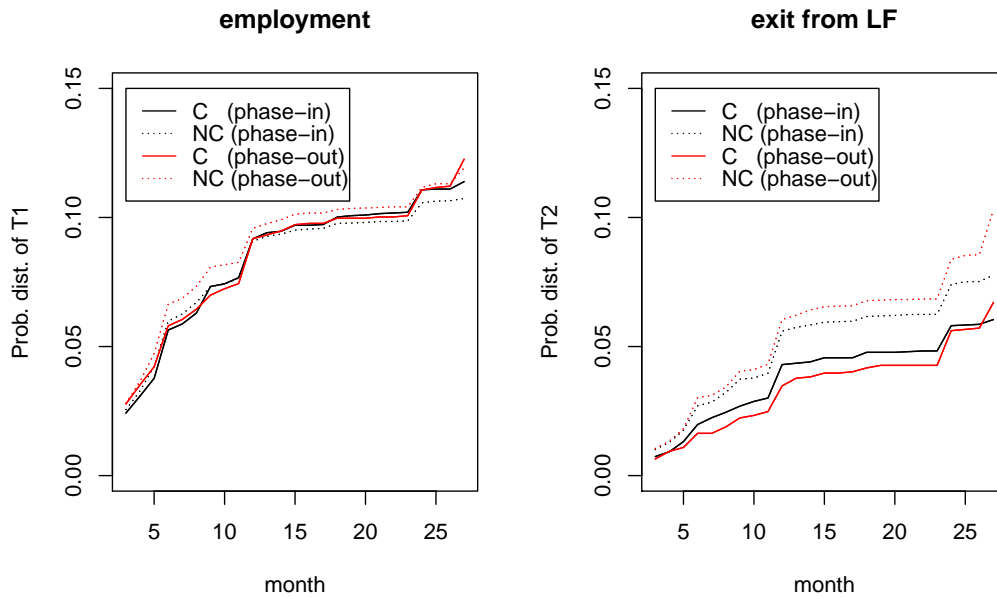 employment
Prob. dist. of T1
0.15
0.10
0.05
0.00
C (phase−in)
NC (phase−in)
C (phase−out)
NC (phase−out)
5 10 15 20 25
month
exit from LF
Prob. dist. of T2
0.15
0.10
0.05
0.00
C (phase−in)
NC (phase−in)
C (phase−out)
NC (phase−out)
5 10 15 20 25
month